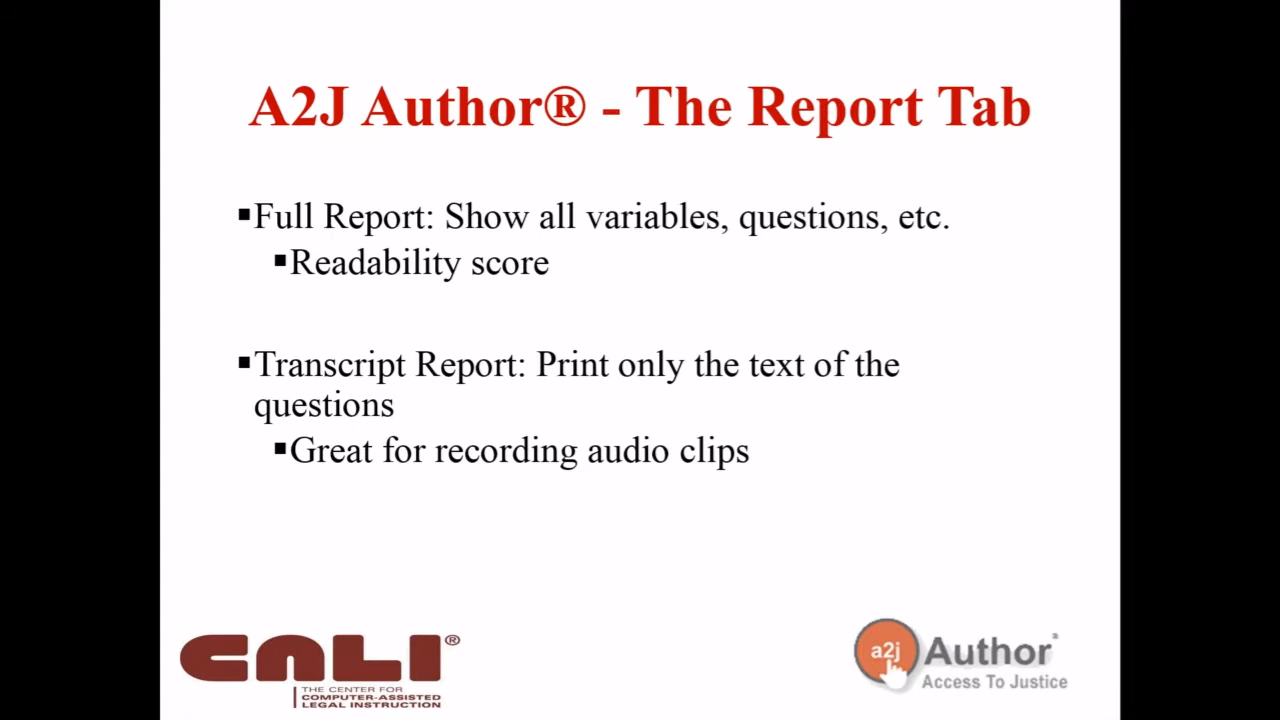 A2J Author® - The Report Tab
▪Full Report: Show all variables, questions, etc.
▪Readability score
▪Transcript Report: Print only the text of the
questions
▪Great for recording audio clips
CALI®
THE CENTER FOR
COMPUTER-ASSISTED
LEGAL INSTRUCTION
a2j Author
Access To Justice